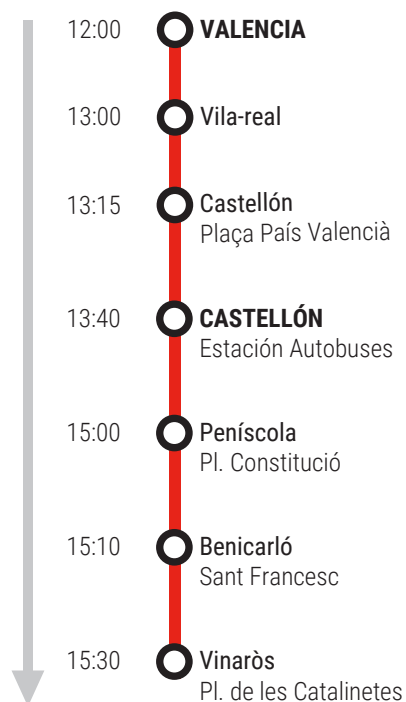 12:00 VALENCIA
13:00 Vila-real
13:15 Castellón
Plaça País Valencià
13:40 CASTELLÓN
Estación Autobuses
15:00 Peníscola
Pl. Constitució
15:10 Benicarló
Sant Francesc
15:30 Vinaròs
Pl. de les Catalinetes